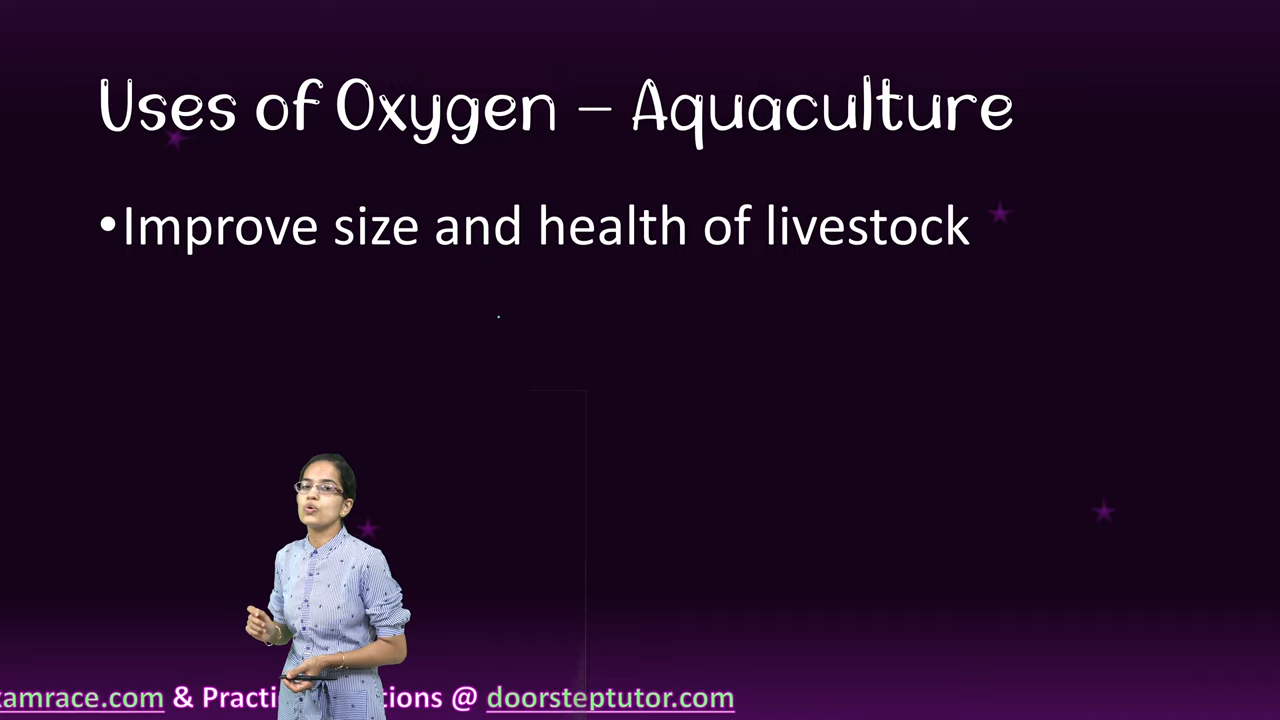 Uses of Oxygen – Aquaculture
•Improve size and health of livestock
amrace.com & Practi tions @ doorsteptutor.com